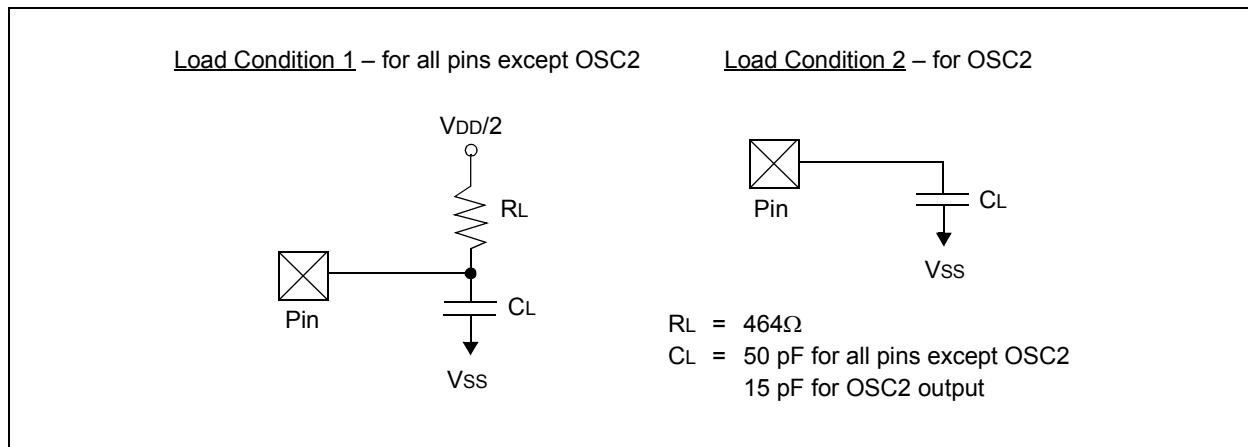 Load Condition 1 – for all pins except OSC2
VDD/2
RL
Pin
CL
VSS
Load Condition 2 – for OSC2
Pin
CL
VSS
RL = 464Ω
CL = 50 pF for all pins except OSC2
15 pF for OSC2 output